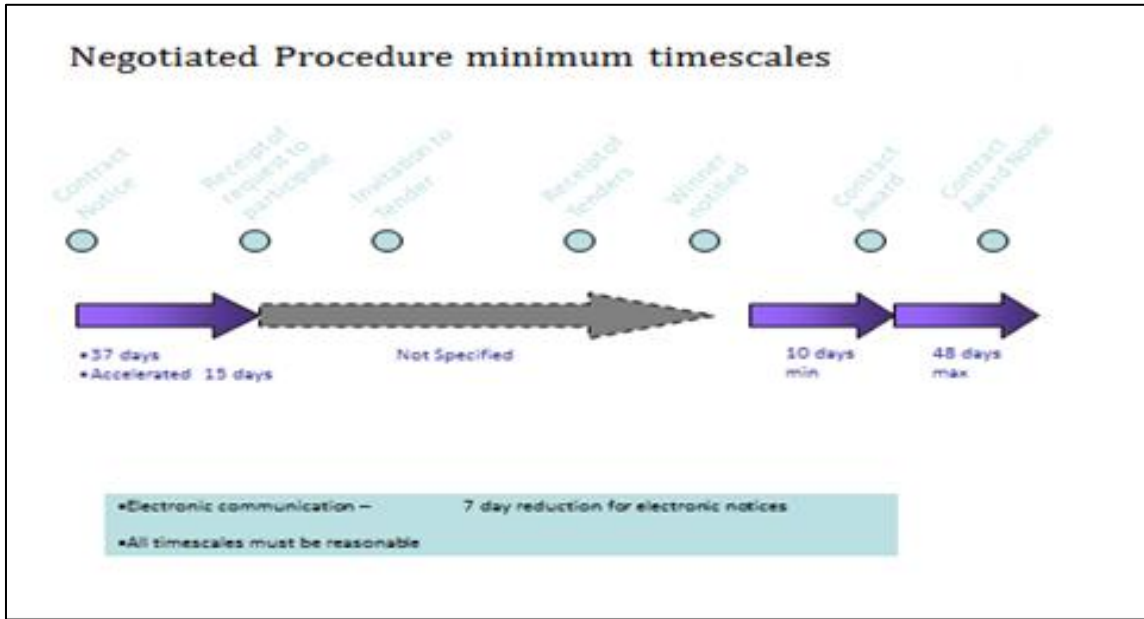 Negotiated Procedure minimum timescales
Contract
Notice
Receipt of
request to
participate
Invitation to
Tender
Receipt of
Tenders
Winner
notified
Contract
Award
Contract
Award Notice
•37 days
•Accelerated 15 days
Not Specified
10 days
min
48 days
max
•Electronic communication – 7 day reduction for electronic notices
•All timescales must be reasonable